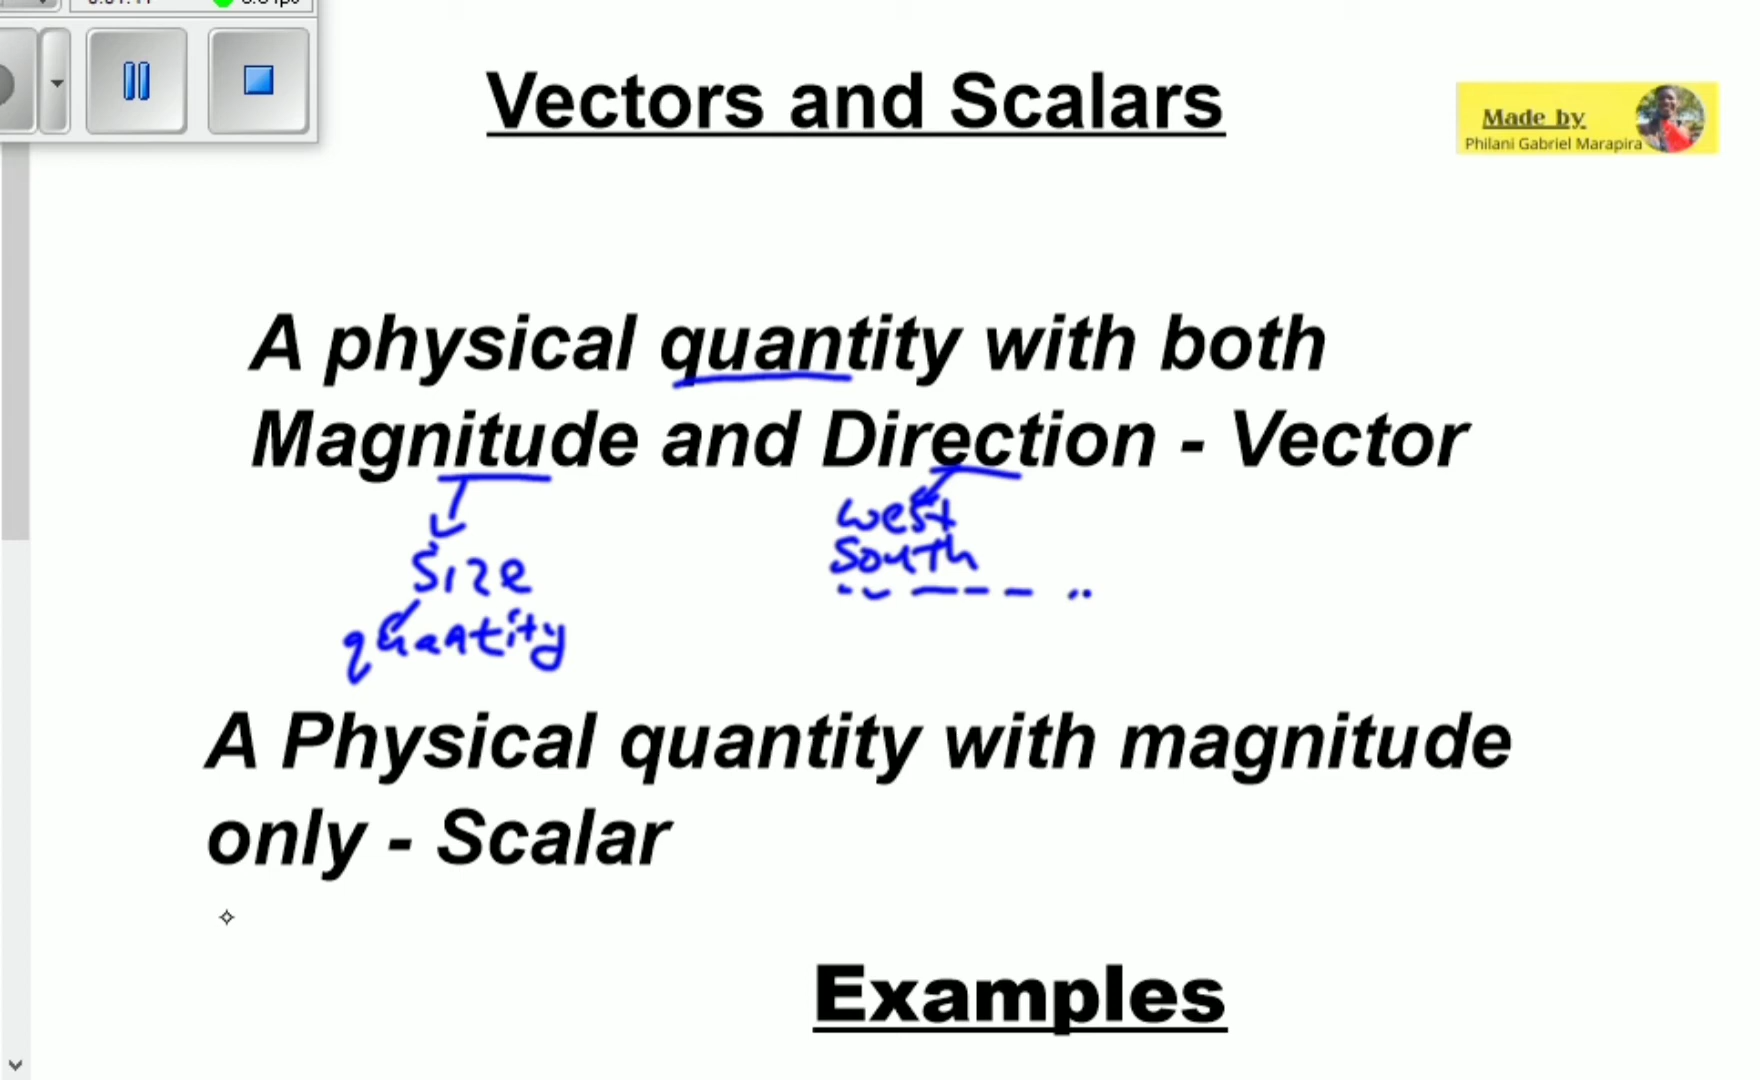 Vectors and Scalars
Made by
Philani Gabriel Marapira
A physical quantity with both
Magnitude and Direction - Vector
west
south
size
quantity
A Physical quantity with magnitude
only - Scalar
Examples